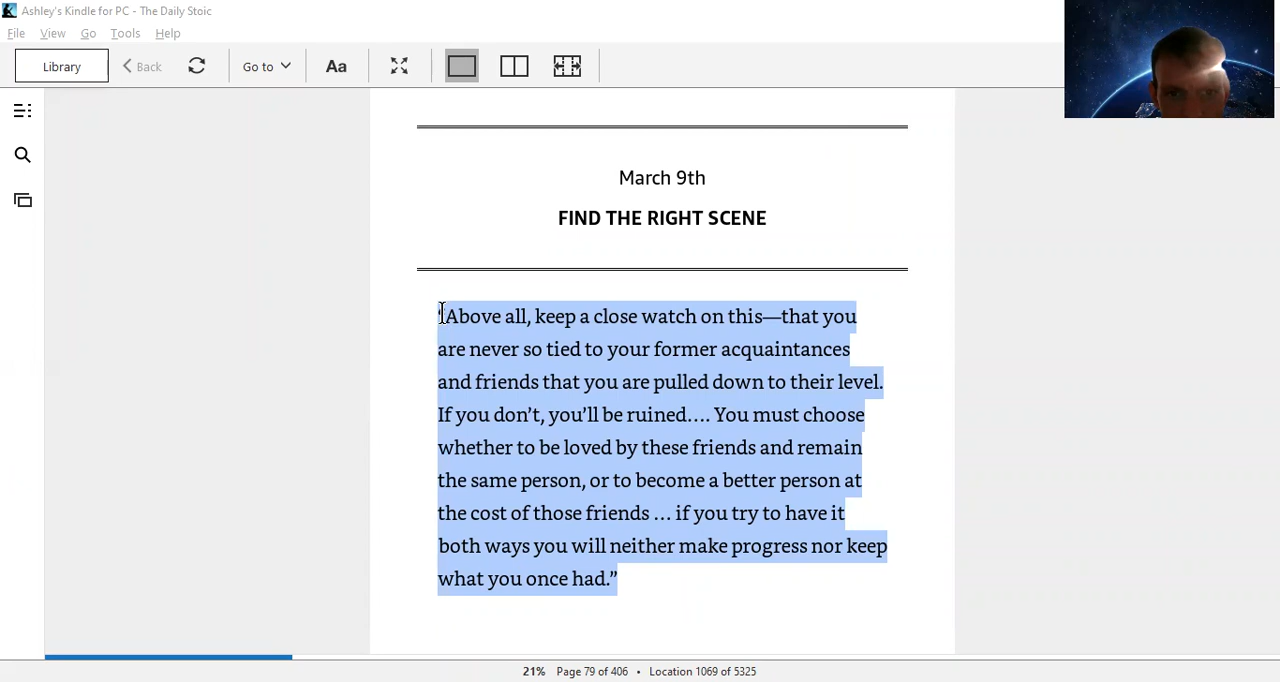 Ashley's Kindle for PC - The Daily Stoic
File View Go Tools Help
Library Back Go to Aa
March 9th
FIND THE RIGHT SCENE
“Above all, keep a close watch on this—that you
are never so tied to your former acquaintances
and friends that you are pulled down to their level.
If you don’t, you’ll be ruined.... You must choose
whether to be loved by these friends and remain
the same person, or to become a better person at
the cost of those friends ... if you try to have it
both ways you will neither make progress nor keep
what you once had.”
21% Page 79 of 406 • Location 1069 of 5325